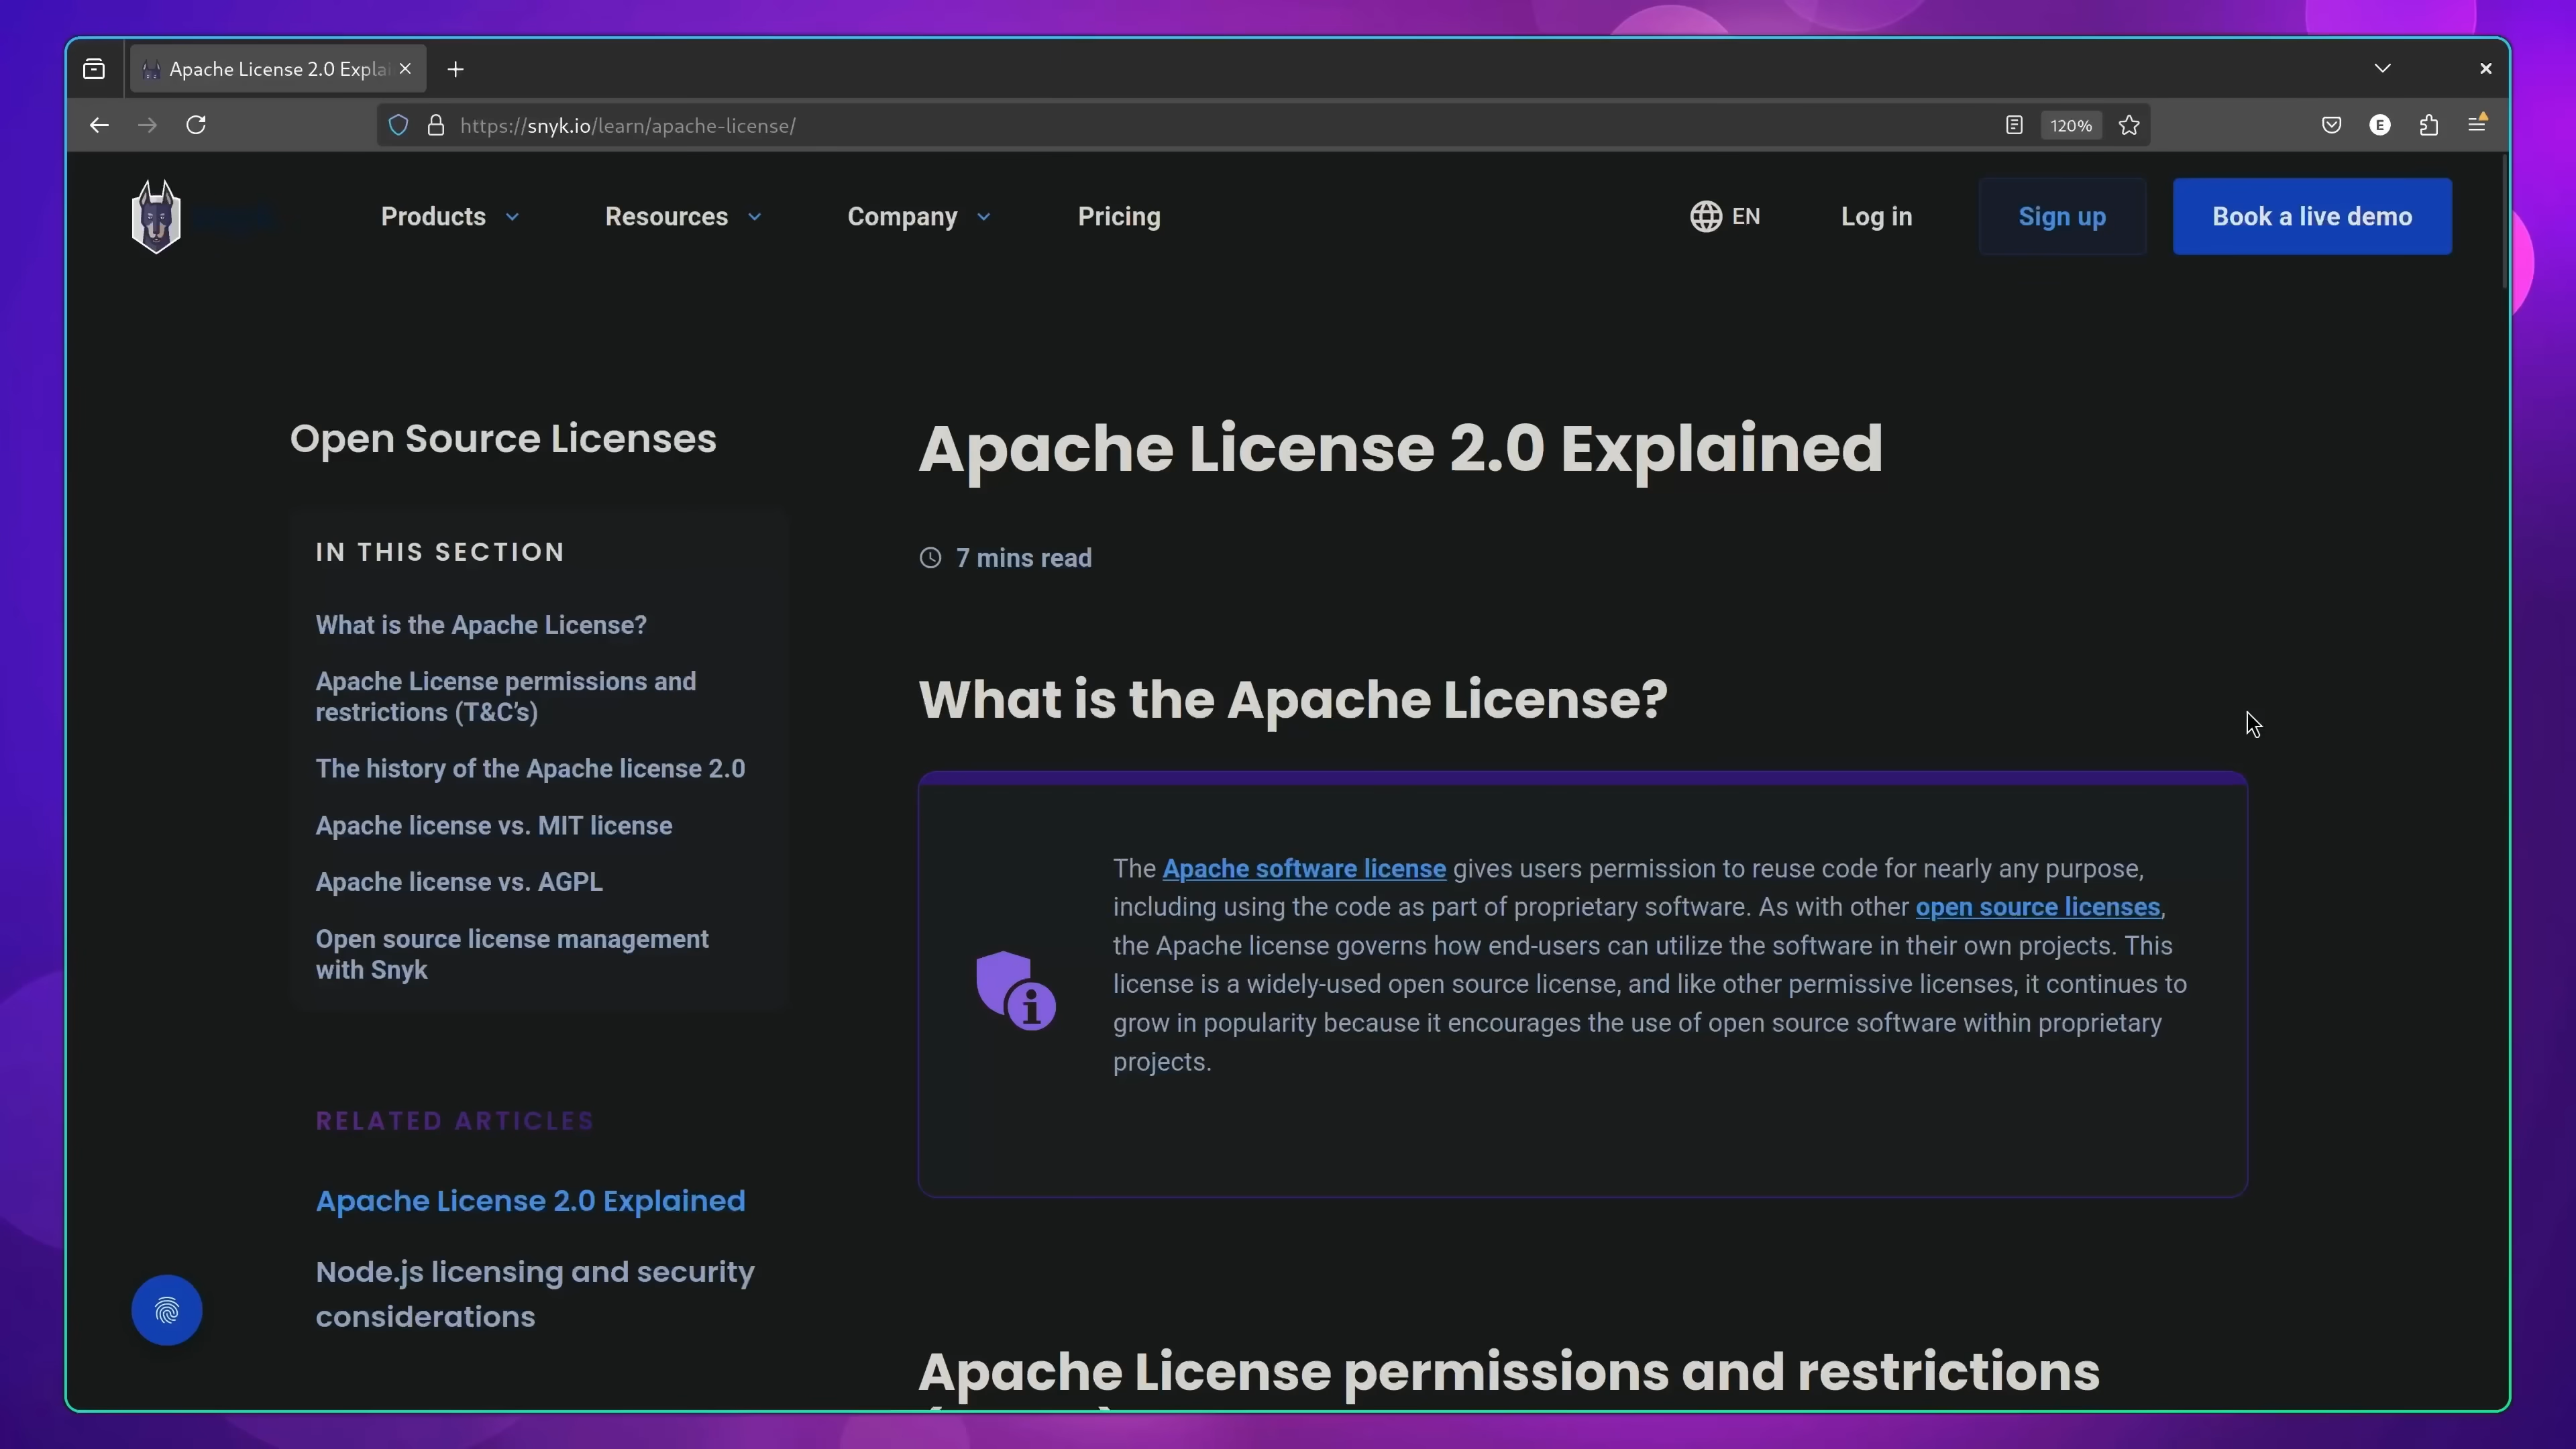 Apache License 2.0 Explai
https://snyk.io/learn/apache-license/
120%
E
Products
Resources
Company
Pricing
EN
Log in
Sign up
Book a live demo
Open Source Licenses
IN THIS SECTION
What is the Apache License?
Apache License permissions and
restrictions (T&C’s)
The history of the Apache license 2.0
Apache license vs. MIT license
Apache license vs. AGPL
Open source license management
with Snyk
RELATED ARTICLES
Apache License 2.0 Explained
Node.js licensing and security
considerations
Apache License 2.0 Explained
7 mins read
What is the Apache License?
The Apache software license gives users permission to reuse code for nearly any purpose,
including using the code as part of proprietary software. As with other open source licenses,
the Apache license governs how end-users can utilize the software in their own projects. This
license is a widely-used open source license, and like other permissive licenses, it continues to
grow in popularity because it encourages the use of open source software within proprietary
projects.
Apache License permissions and restrictions